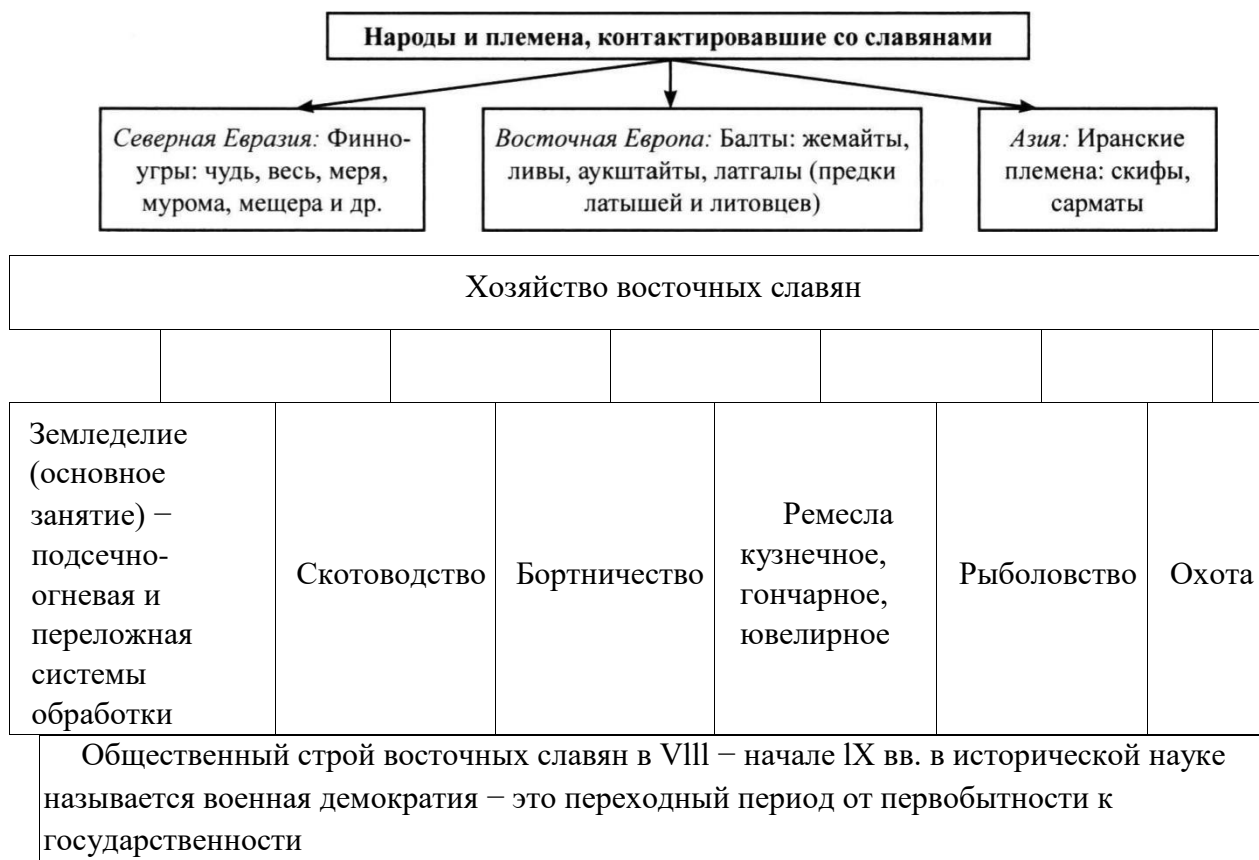 Народы и племена, контактировавшие со славянами
Северная Евразия: Финно-
угры: чудь, весь, меря,
мурома, мещера и др.
Восточная Европа: Балты: жемайты,
ливы, аукштайты, латгалы (предки
латышей и литовцев)
Азия: Иранские
племена: скифы,
сарматы
Хозяйство восточных славян
Земледелие
(основное
занятие) −
подсечно-
огневая и
переложная
системы
обработки
Скотоводство
Бортничество
Ремесла
кузнечное,
гончарное,
ювелирное
Рыболовство
Охота
Общественный строй восточных славян в Vlll − начале lX вв. в исторической науке
называется военная демократия − это переходный период от первобытности к
государственности